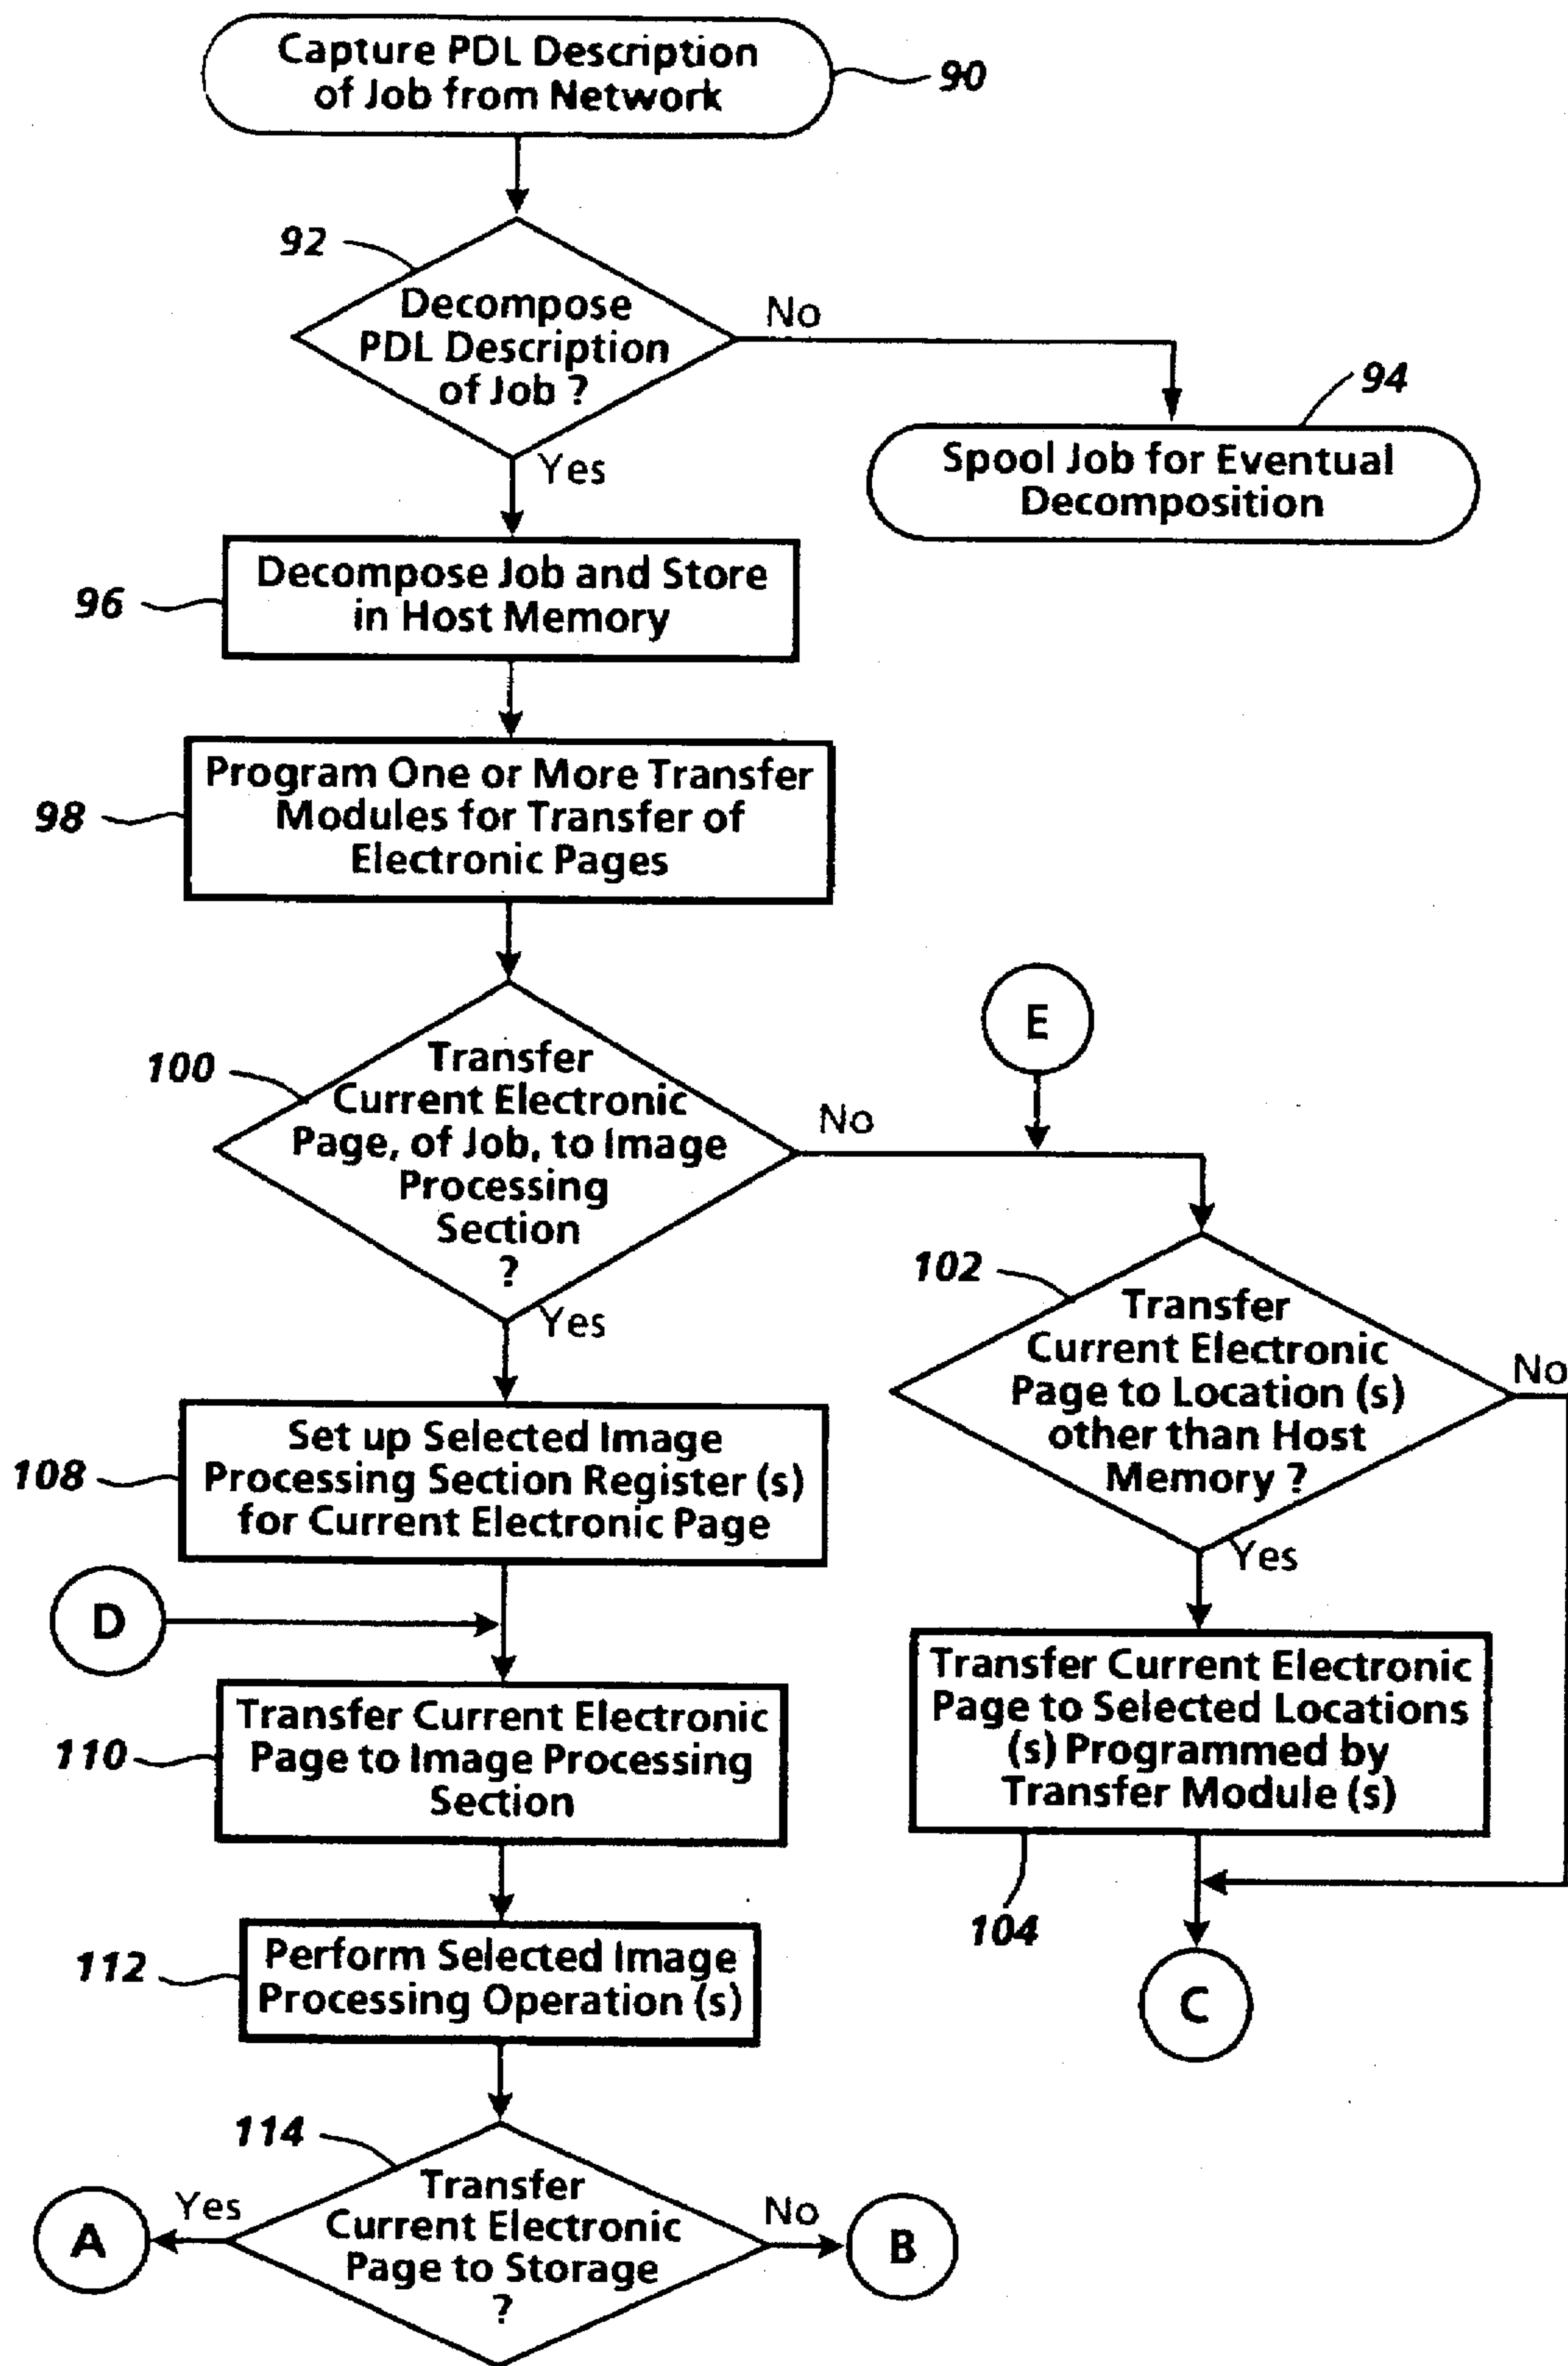 Capture PDL Description
of Job from Network
90
92
Decompose
PDL Description
of Job ?
No
Yes
94
Spool Job for Eventual
Decomposition
96
Decompose Job and Store
in Host Memory
98
Program One or More Transfer
Modules for Transfer of
Electronic Pages
100
Transfer
Current Electronic
Page, of Job, to Image
Processing
Section
?
No
Yes
E
102
Transfer
Current Electronic
Page to Location (s)
other than Host
Memory ?
No
Yes
108
Set up Selected Image
Processing Section Register (s)
for Current Electronic Page
D
110
Transfer Current Electronic
Page to Image Processing
Section
Transfer Current Electronic
Page to Selected Locations
(s) Programmed by
Transfer Module (s)
104
C
112
Perform Selected Image
Processing Operation (s)
114
Transfer
Current Electronic
Page to Storage
?
Yes
A
No
B